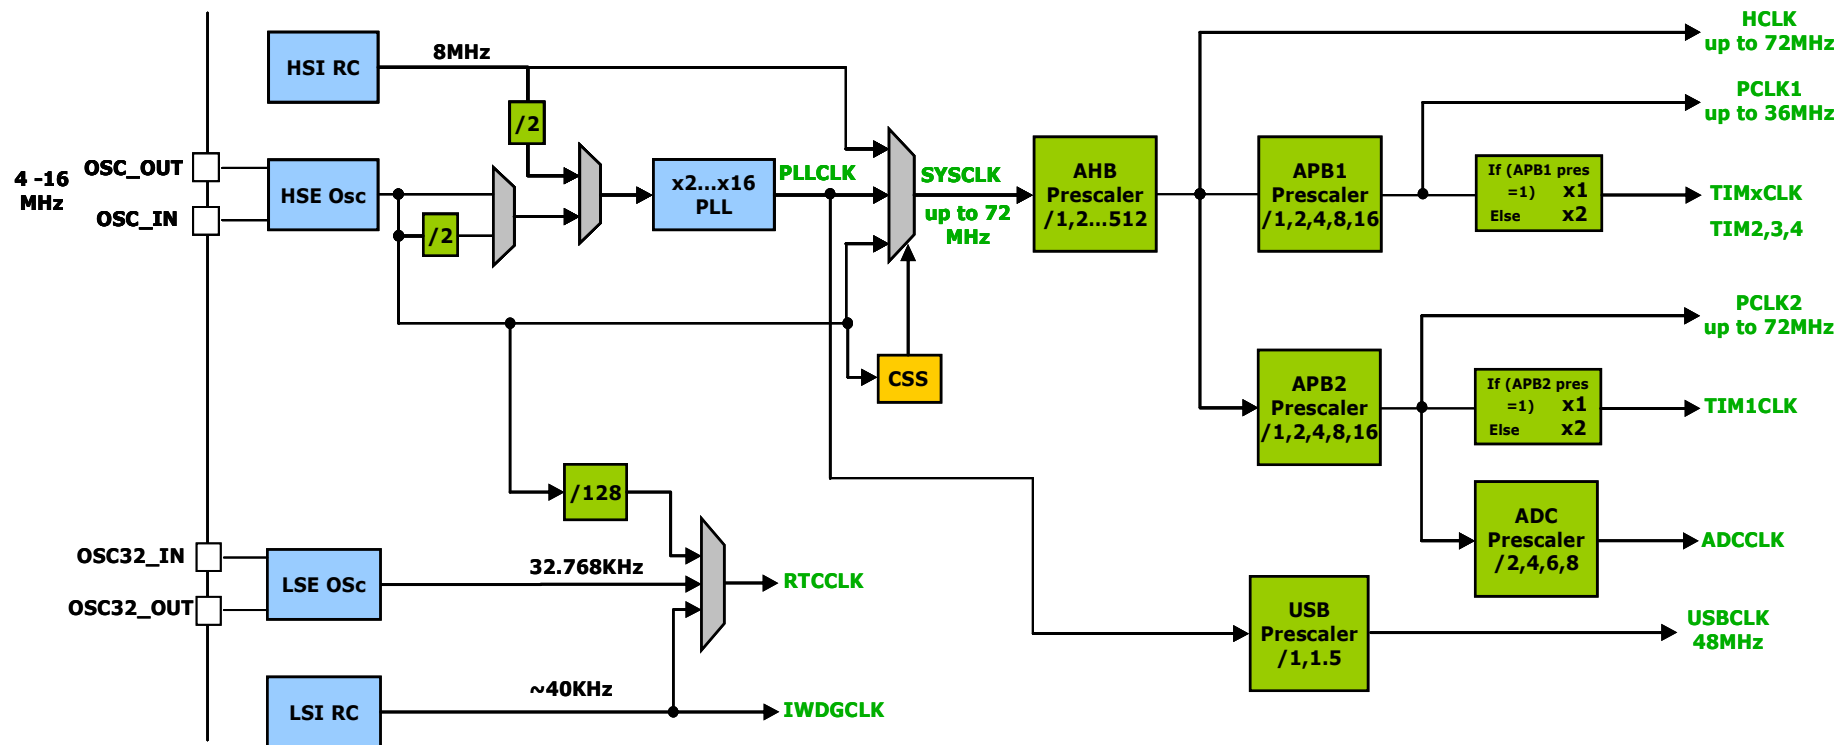 HCLK
up to 72MHz
8MHz
HSI RC
PCLK1
up to 36MHz
/2
OSC_OUT
4 -16
MHz
OSC_IN
HSE Osc
/2
x2...x16
PLL
PLLCLK
SYSCLK
up to 72
MHz
AHB
Prescaler
/1,2...512
APB1
Prescaler
/1,2,4,8,16
If (APB1 pres
=1) x1
Else x2
TIMxCLK
TIM2,3,4
PCLK2
up to 72MHz
CSS
APB2
Prescaler
/1,2,4,8,16
If (APB2 pres
=1) x1
Else x2
TIM1CLK
/128
ADC
Prescaler
/2,4,6,8
ADCCLK
OSC32_IN
OSC32_OUT
LSE OSc
32.768KHz
RTCCLK
USB
Prescaler
/1,1.5
USBCLK
48MHz
LSI RC
~40KHz
IWDGCLK